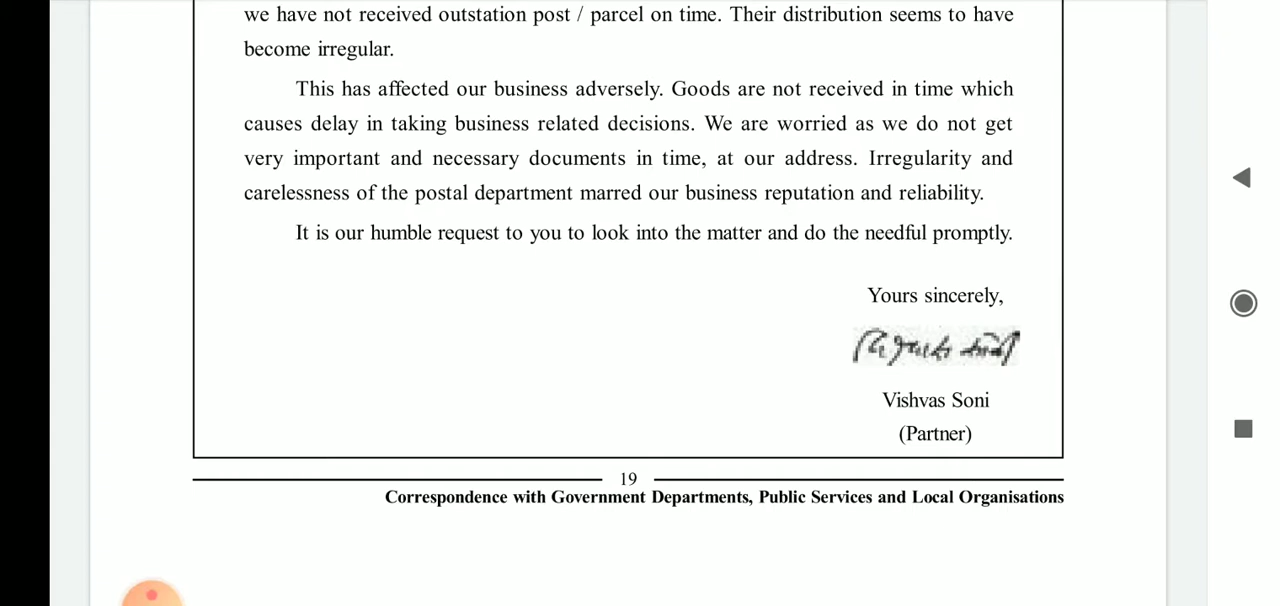 we have not received outstation post / parcel on time. Their distribution seems to have
become irregular.
This has affected our business adversely. Goods are not received in time which
causes delay in taking business related decisions. We are worried as we do not get
very important and necessary documents in time, at our address. Irregularity and
carelessness of the postal department marred our business reputation and reliability.
It is our humble request to you to look into the matter and do the needful promptly.
Yours sincerely,
Vishvas Soni
(Partner)
19
Correspondence with Government Departments, Public Services and Local Organisations